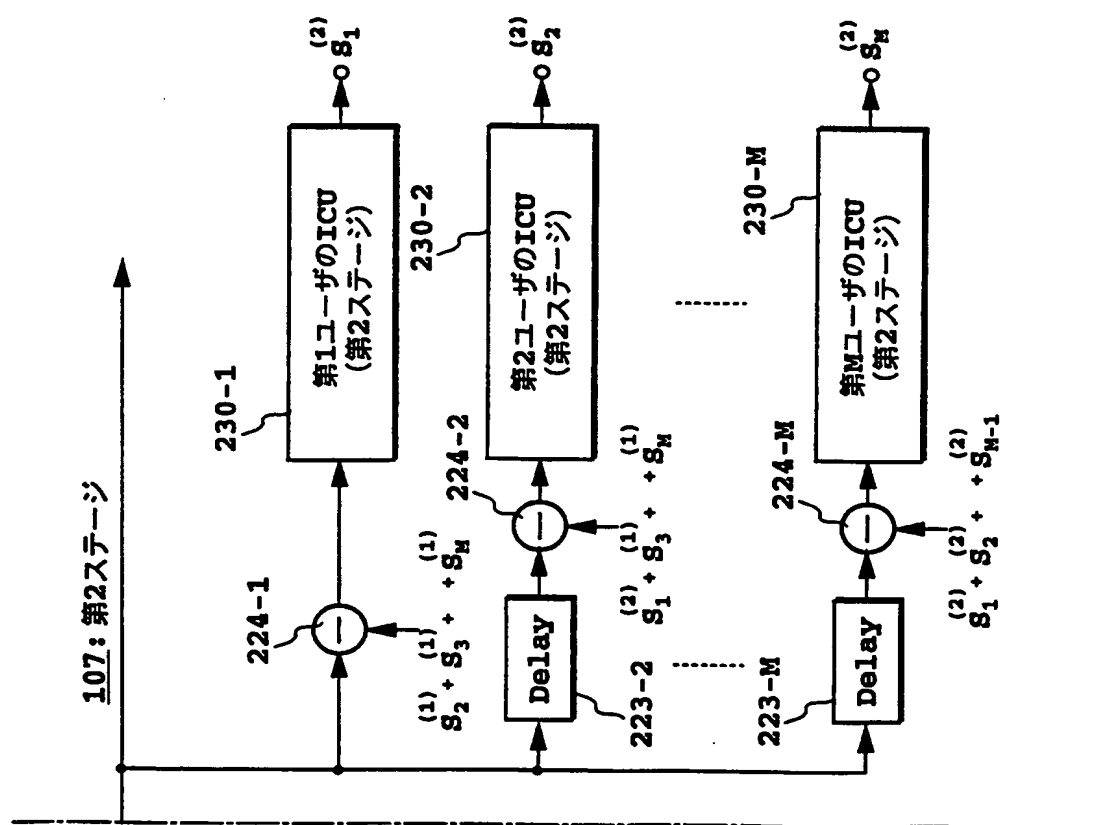 107:第2ステージ
224-1
S2(1)+S3(1)+ +SM(1)
230-1
第1ユーザのICU
(第2ステージ)
S1(2)
Delay
223-2
224-2
S1(2)+S3(1)+ +SM(1)
230-2
第2ユーザのICU
(第2ステージ)
S2(2)
Delay
223-M
224-M
S1(2)+S2(2)+ +SM-1(2)
230-M
第MユーザのICU
(第2ステージ)
SM(2)